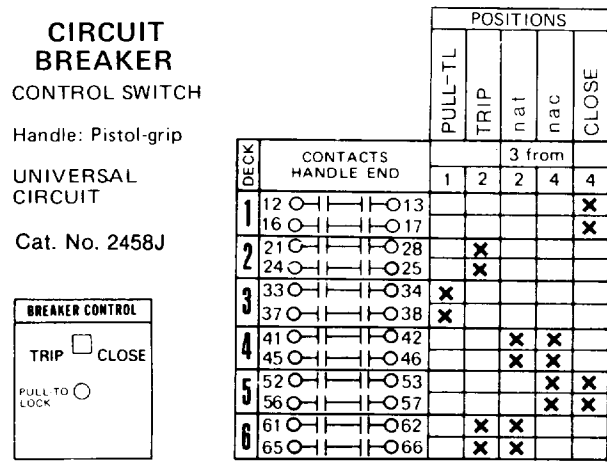 CIRCUIT
BREAKER
CONTROL SWITCH
Handle: Pistol-grip
UNIVERSAL
CIRCUIT
Cat. No. 2458J
BREAKER CONTROL
TRIP CLOSE
PULL-TO
LOCK
POSITIONS
PULL-TL TRIP nat nac CLOSE
DECK CONTACTS HANDLE END 3 from
1 2 2 4 4
1 12 13 X
16 17 X
2 21 28 X
24 25 X
3 33 34 X
37 38 X
4 41 42 X X
45 46 X X
5 52 53 X X
56 57 X X
6 61 62 X X
65 66 X X